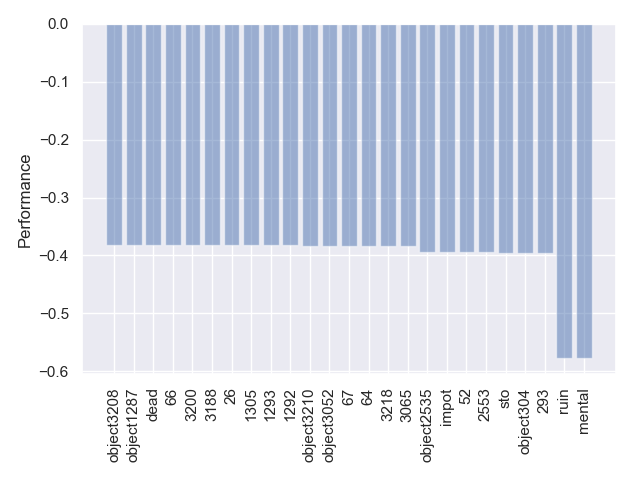 0.0
−0.1
−0.2
−0.3
−0.4
−0.5
−0.6
Performance
object3208
object1287
dead
66
3200
3188
26
1305
1293
1292
object3210
object3052
67
64
3218
3065
object2535
impot
52
2553
sto
object304
293
ruin
mental